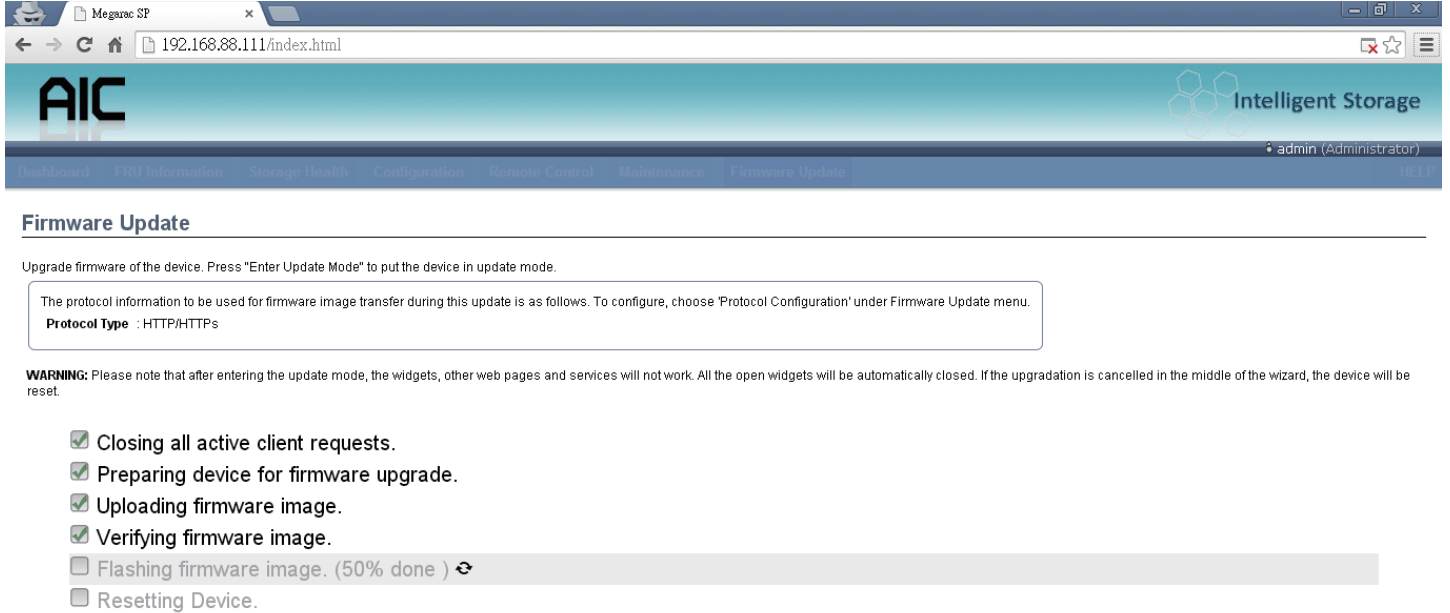 Megarac SP
192.168.88.111/index.html
AIC
Intelligent Storage
admin (Administrator)
Dashboard FRU Information Storage Health Configuration Remote Control Maintenance Firmware Update HELP
Firmware Update
Upgrade firmware of the device. Press "Enter Update Mode" to put the device in update mode.
The protocol information to be used for firmware image transfer during this update is as follows. To configure, choose 'Protocol Configuration' under Firmware Update menu.
Protocol Type : HTTP/HTTPs
WARNING: Please note that after entering the update mode, the widgets, other web pages and services will not work. All the open widgets will be automatically closed. If the upgradation is cancelled in the middle of the wizard, the device will be
reset.
Closing all active client requests.
Preparing device for firmware upgrade.
Uploading firmware image.
Verifying firmware image.
Flashing firmware image. (50% done )
Resetting Device.